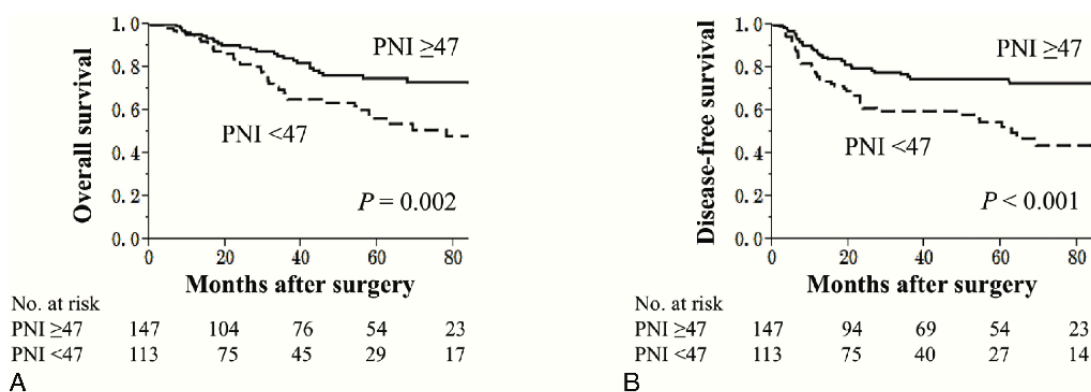 1.0
0.8
0.6
0.4
0.2
0.0
Overall survival
PNI ≥47
PNI <47
P = 0.002
0 20 40 60 80
Months after surgery
No. at risk
PNI ≥47 147 104 76 54 23
PNI <47 113 75 45 29 17
A
1.0
0.8
0.6
0.4
0.2
0.0
Disease-free survival
PNI
≥47
PNI <47
P < 0.001
0 20 40 60 80
Months after surgery
No. at risk
PNI ≥47 147 94 69 54 23
PNI <47 113 75 40 27 14
B